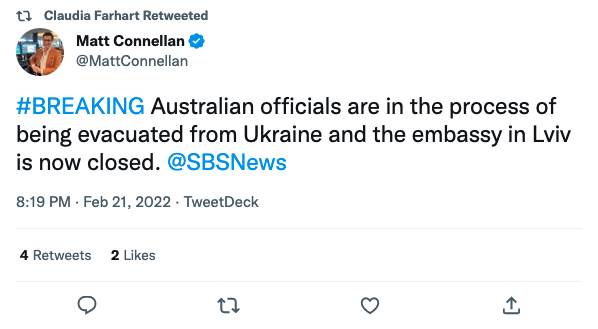 Claudia Farhart Retweeted
Matt Connellan
@MattConnellan
#BREAKING Australian officials are in the process of
being evacuated from Ukraine and the embassy in Lviv
is now closed. @SBSNews
8:19 PM · Feb 21, 2022 · TweetDeck
4 Retweets 2 Likes